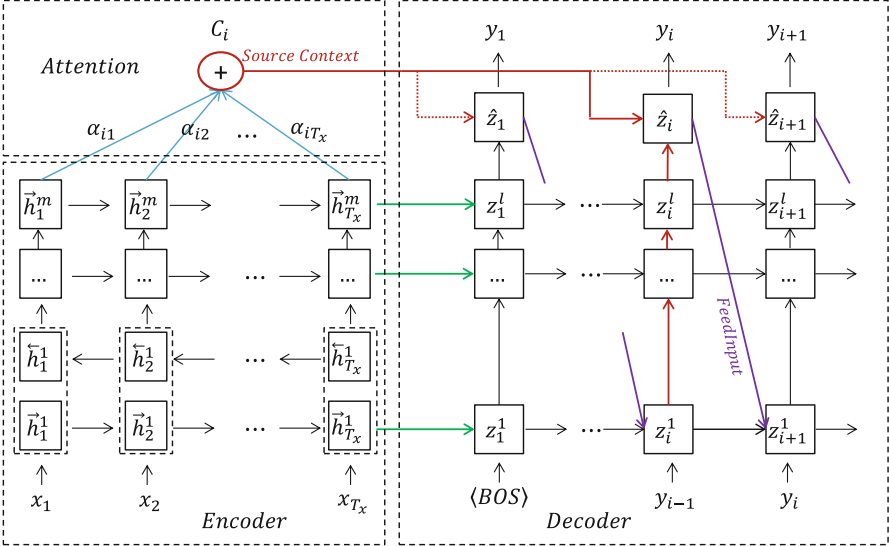 C_i
Source Context
y_1 y_i y_{i+1}
Attention
+
ẑ_1 ẑ_i ẑ_{i+1}
α_{i1} α_{i2} ... α_{iT_x}
h⃗_1^m h⃗_2^m h⃗_{T_x}^m z_1^l ... z_i^l z_{i+1}^l
... ... ... ... ... ... ... ...
FeedInput
h⃖_1^1 h⃖_2^1 ... h⃖_{T_x}^1
h⃗_1^1 h⃗_2^1 ... h⃗_{T_x}^1 z_1^1 ... z_i^1 z_{i+1}^1
x_1 x_2 x_{T_x} ⟨BOS⟩ y_{i−1} y_i
Encoder Decoder